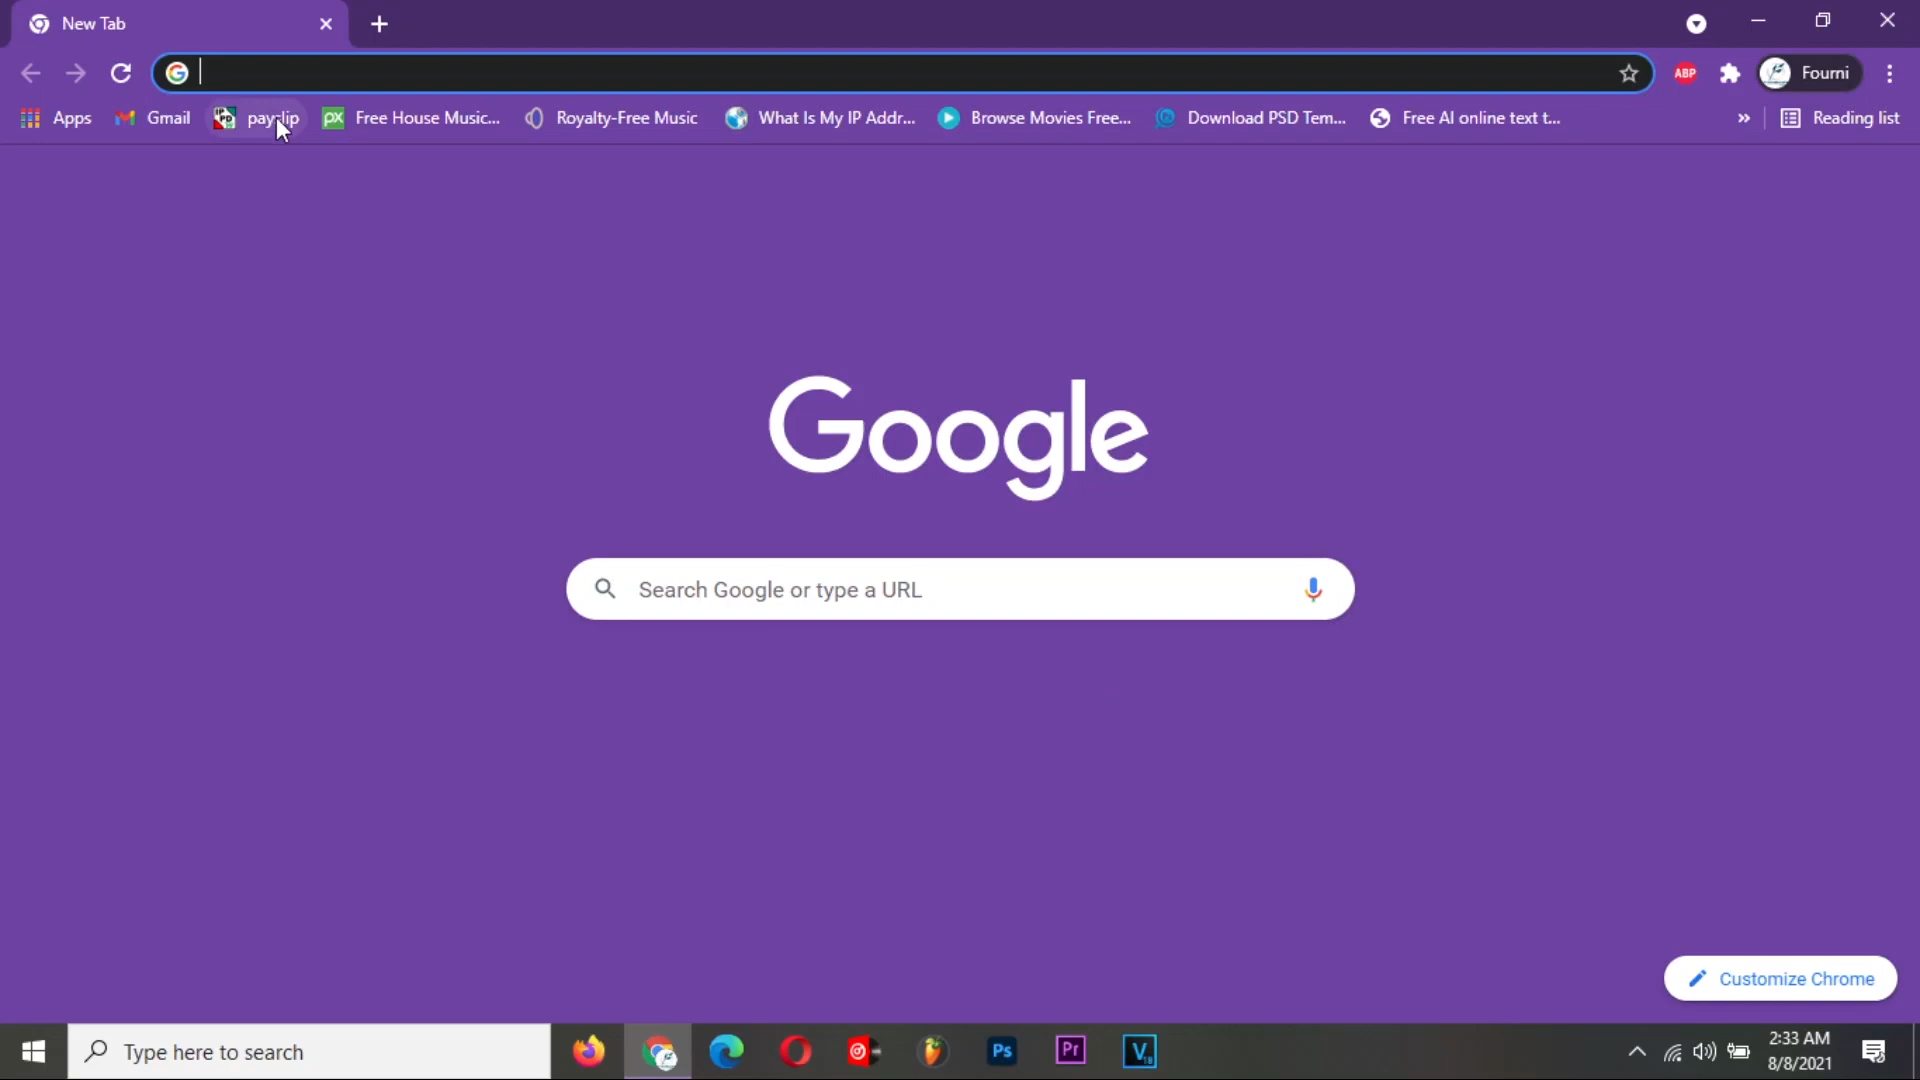 New Tab
Fourni
ABP
Apps
Gmail
payslip
px
Free House Music...
Royalty-Free Music
What Is My IP Addr...
Browse Movies Free...
Download PSD Tem...
Free AI online text t...
»
Reading list
Google
Search Google or type a URL
Customize Chrome
Type here to search
Ps
Pr
V
2:33 AM
8/8/2021